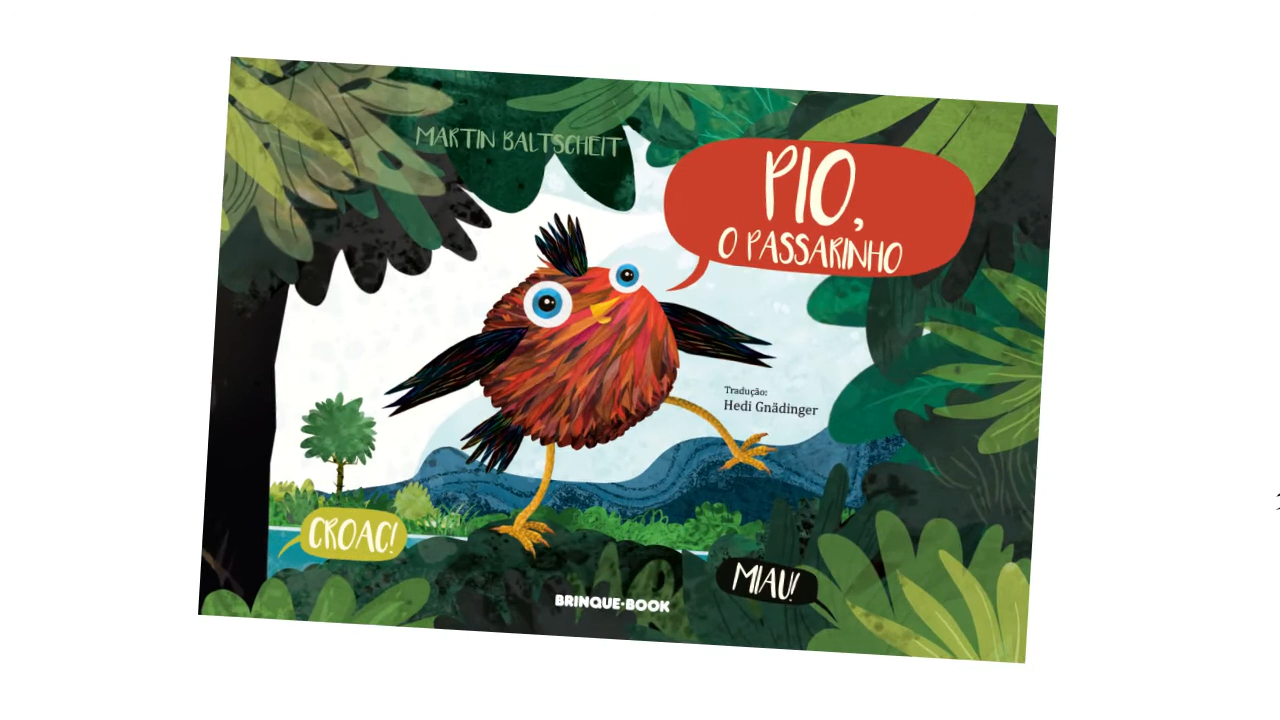 MARTIN BALTSCHEIT
PIO,
O PASSARINHO
Tradução:
Hedi Gnädinger
CROAC!
MIAU!
BRINQUE-BOOK